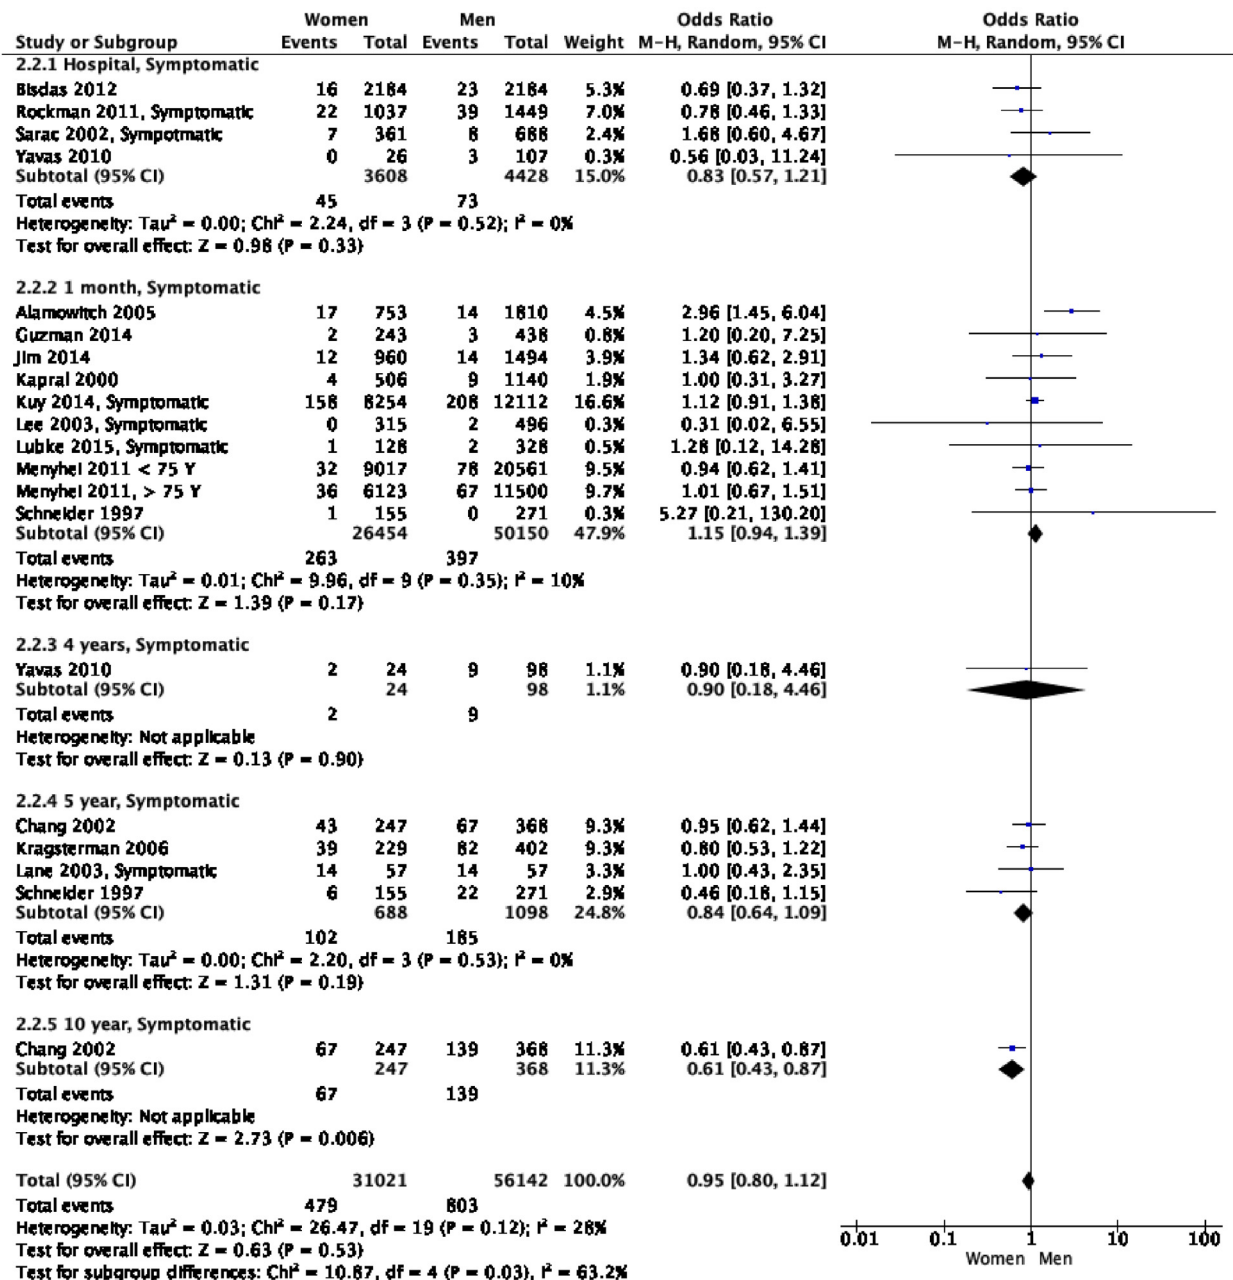 Women Men Odds Ratio Odds Ratio
Study or Subgroup Events Total Events Total Weight M-H, Random, 95% CI M-H, Random, 95% CI
2.2.1 Hospital, Symptomatic
Bisdas 2012 16 2184 23 2184 5.3% 0.69 [0.37, 1.32]
Rockman 2011, Symptomatic 22 1037 39 1449 7.0% 0.78 [0.46, 1.33]
Sarac 2002, Sympotmatic 7 361 8 688 2.4% 1.68 [0.60, 4.67]
Yavas 2010 0 26 3 107 0.3% 0.56 [0.03, 11.24]
Subtotal (95% CI) 3608 4428 15.0% 0.83 [0.57, 1.21]
Total events 45 73
Heterogeneity: Tau² = 0.00; Chi² = 2.24, df = 3 (P = 0.52); I² = 0%
Test for overall effect: Z = 0.98 (P = 0.33)
2.2.2 1 month, Symptomatic
Alamowitch 2005 17 753 14 1810 4.5% 2.96 [1.45, 6.04]
Guzman 2014 2 243 3 438 0.8% 1.20 [0.20, 7.25]
Jim 2014 12 960 14 1494 3.9% 1.34 [0.62, 2.91]
Kapral 2000 4 506 9 1140 1.9% 1.00 [0.31, 3.27]
Kuy 2014, Symptomatic 158 8254 208 12112 16.6% 1.12 [0.91, 1.38]
Lee 2003, Symptomatic 0 315 2 496 0.3% 0.31 [0.02, 6.55]
Lubke 2015, Symptomatic 1 128 2 328 0.5% 1.28 [0.12, 14.28]
Menyhei 2011 < 75 Y 32 9017 78 20561 9.5% 0.94 [0.62, 1.41]
Menyhei 2011, > 75 Y 36 6123 67 11500 9.7% 1.01 [0.67, 1.51]
Schneider 1997 1 155 0 271 0.3% 5.27 [0.21, 130.20]
Subtotal (95% CI) 26454 50150 47.9% 1.15 [0.94, 1.39]
Total events 263 397
Heterogeneity: Tau² = 0.01; Chi² = 9.96, df = 9 (P = 0.35); I² = 10%
Test for overall effect: Z = 1.39 (P = 0.17)
2.2.3 4 years, Symptomatic
Yavas 2010 2 24 9 98 1.1% 0.90 [0.18, 4.46]
Subtotal (95% CI) 24 98 1.1% 0.90 [0.18, 4.46]
Total events 2 9
Heterogeneity: Not applicable
Test for overall effect: Z = 0.13 (P = 0.90)
2.2.4 5 year, Symptomatic
Chang 2002 43 247 67 368 9.3% 0.95 [0.62, 1.44]
Kragsterman 2006 39 229 82 402 9.3% 0.80 [0.53, 1.22]
Lane 2003, Symptomatic 14 57 14 57 3.3% 1.00 [0.43, 2.35]
Schneider 1997 6 155 22 271 2.9% 0.46 [0.18, 1.15]
Subtotal (95% CI) 688 1098 24.8% 0.84 [0.64, 1.09]
Total events 102 185
Heterogeneity: Tau² = 0.00; Chi² = 2.20, df = 3 (P = 0.53); I² = 0%
Test for overall effect: Z = 1.31 (P = 0.19)
2.2.5 10 year, Symptomatic
Chang 2002 67 247 139 368 11.3% 0.61 [0.43, 0.87]
Subtotal (95% CI) 247 368 11.3% 0.61 [0.43, 0.87]
Total events 67 139
Heterogeneity: Not applicable
Test for overall effect: Z = 2.73 (P = 0.006)
Total (95% CI) 31021 56142 100.0% 0.95 [0.80, 1.12]
Total events 479 803
Heterogeneity: Tau² = 0.03; Chi² = 26.47, df = 19 (P = 0.12); I² = 28%
Test for overall effect: Z = 0.63 (P = 0.53)
Test for subgroup differences: Chi² = 10.87, df = 4 (P = 0.03), I² = 63.2%
0.01 0.1 1 10 100
Women Men